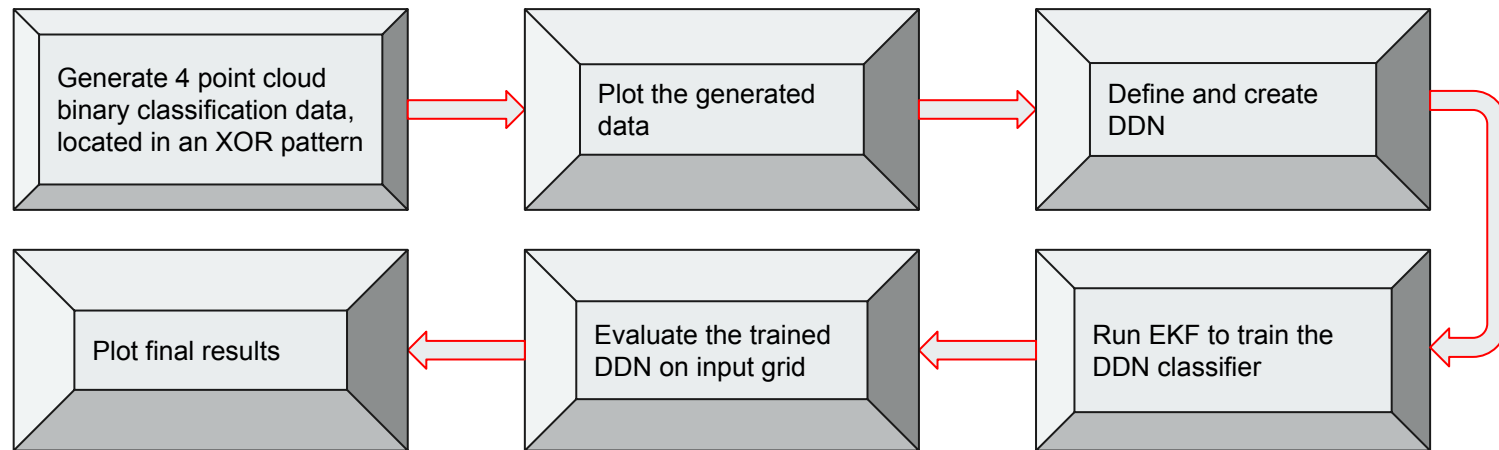 Generate 4 point cloud
binary classification data,
located in an XOR pattern
Plot the generated
data
Define and create
DDN
Run EKF to train the
DDN classifier
Evaluate the trained
DDN on input grid
Plot final results